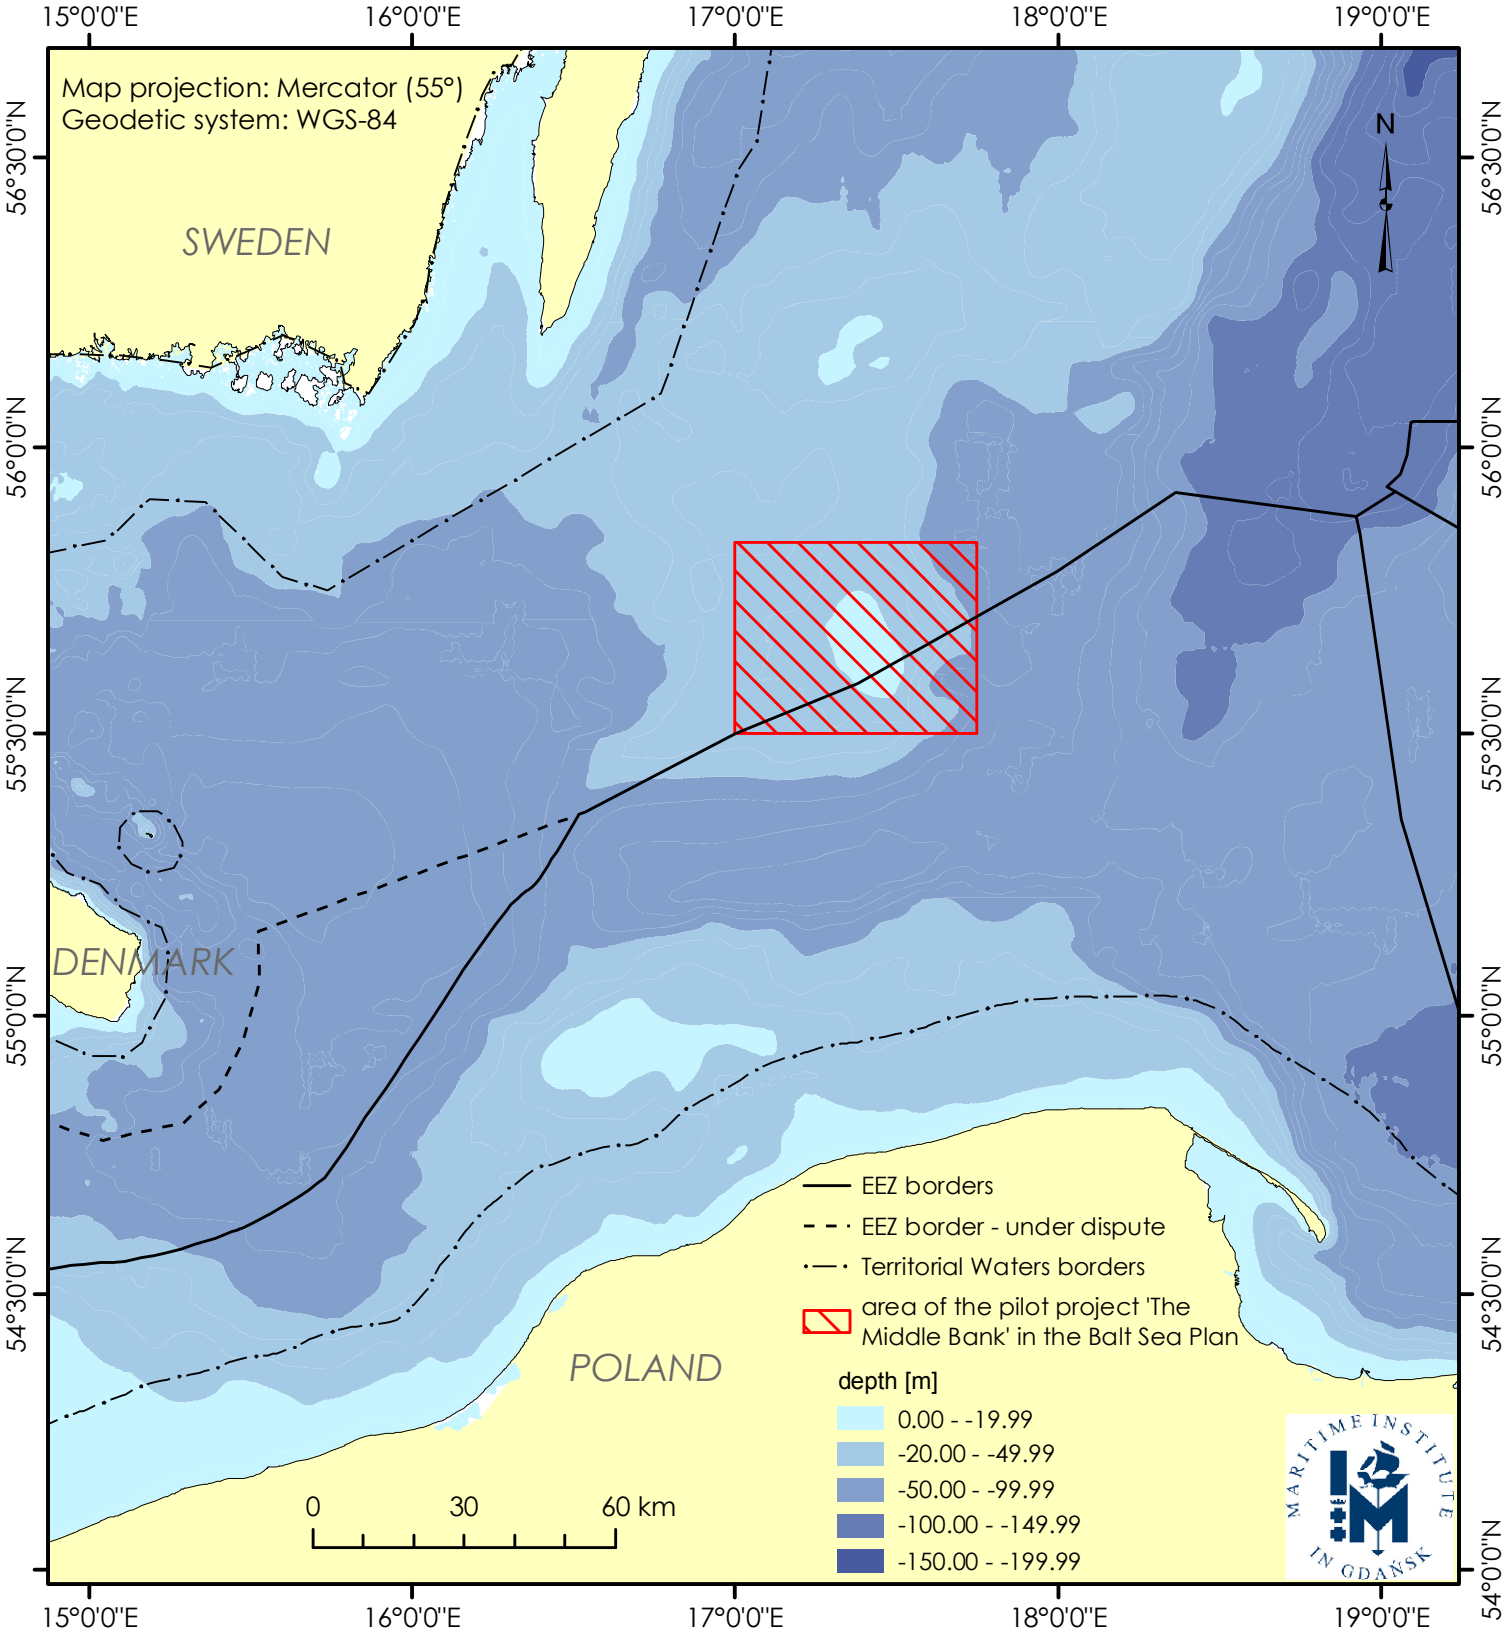 15°0'0"E 16°0'0"E 17°0'0"E 18°0'0"E 19°0'0"E
Map projection: Mercator (55°)
Geodetic system: WGS-84
N
56°30'0"N 56°30'0"N
SWEDEN
56°0'0"N 56°0'0"N
55°30'0"N 55°30'0"N
DENMARK
55°0'0"N 55°0'0"N
EEZ borders
EEZ border - under dispute
Territorial Waters borders
area of the pilot project 'The
Middle Bank' in the Balt Sea Plan
54°30'0"N 54°30'0"N
POLAND
depth [m]
0.00 - -19.99
-20.00 - -49.99
-50.00 - -99.99
-100.00 - -149.99
-150.00 - -199.99
0 30 60 km
MARITIME INSTITUTE
IM
IN GDAŃSK
54°0'0"N
15°0'0"E 16°0'0"E 17°0'0"E 18°0'0"E 19°0'0"E